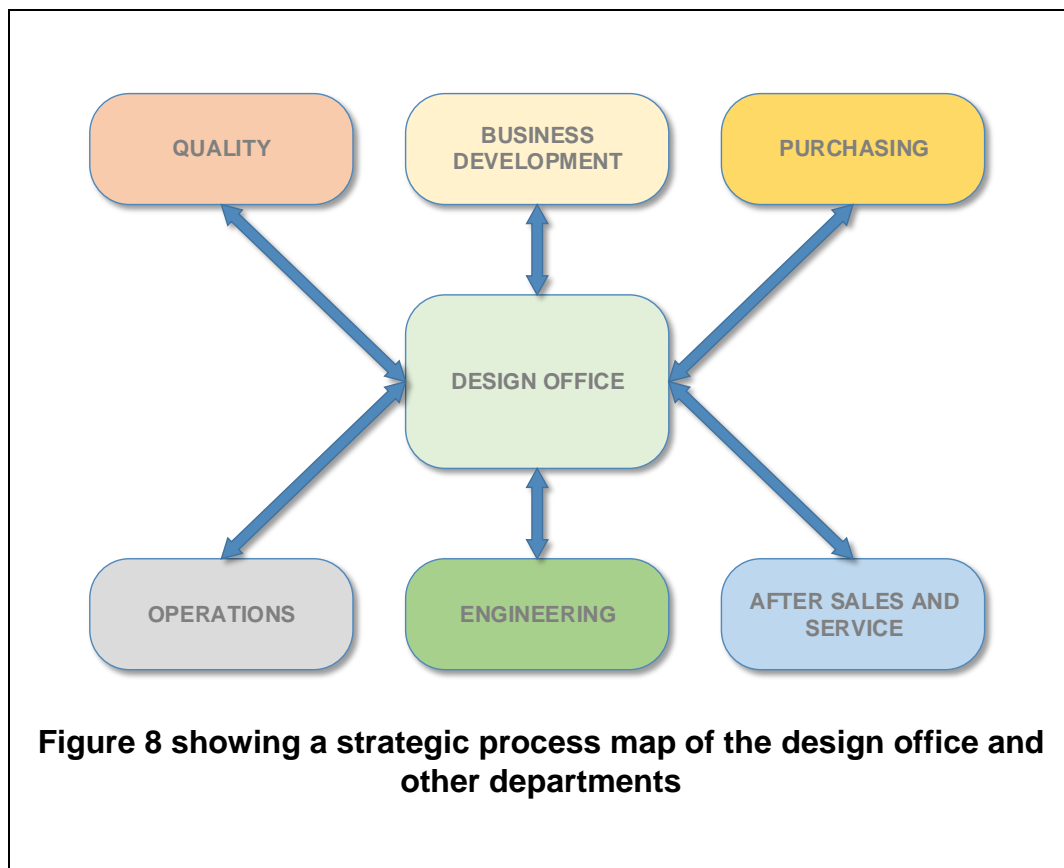 QUALITY
BUSINESS
DEVELOPMENT
PURCHASING
DESIGN OFFICE
OPERATIONS
ENGINEERING
AFTER SALES AND
SERVICE
Figure 8 showing a strategic process map of the design office and
other departments